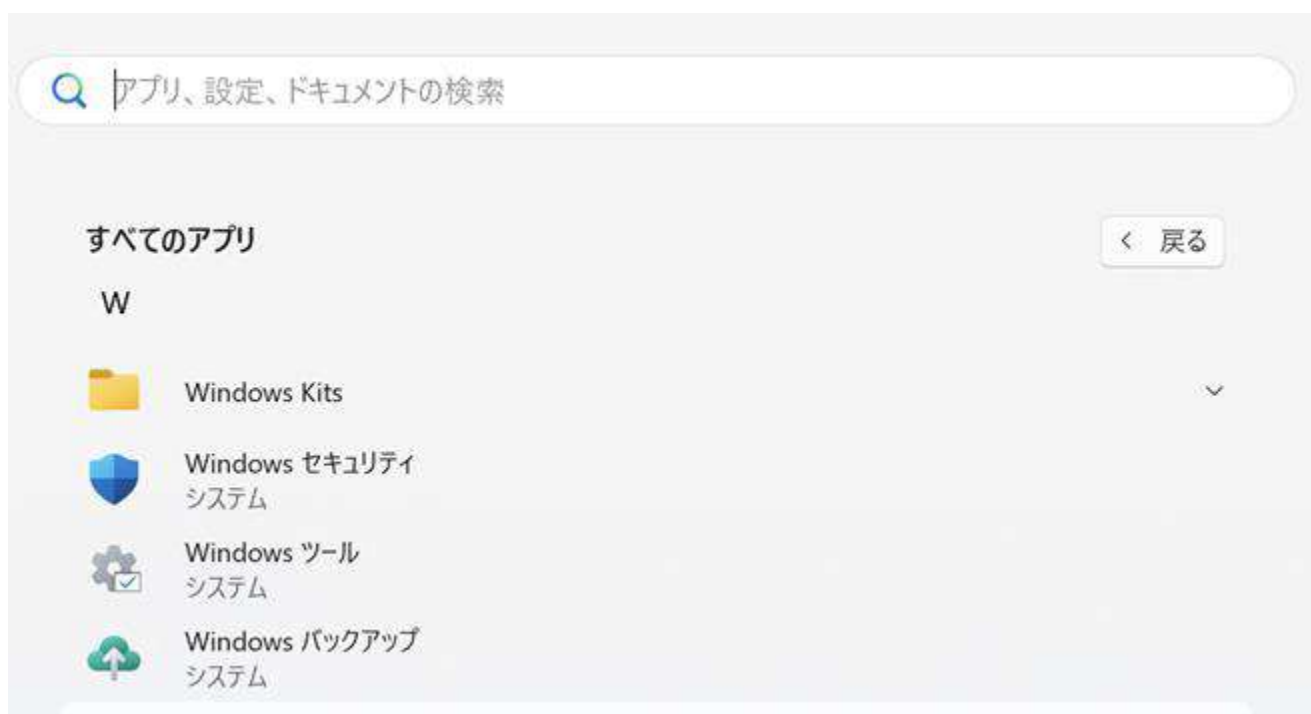 アプリ、設定、ドキュメントの検索
すべてのアプリ
戻る
W
Windows Kits
Windows セキュリティ
システム
Windows ツール
システム
Windows バックアップ
システム